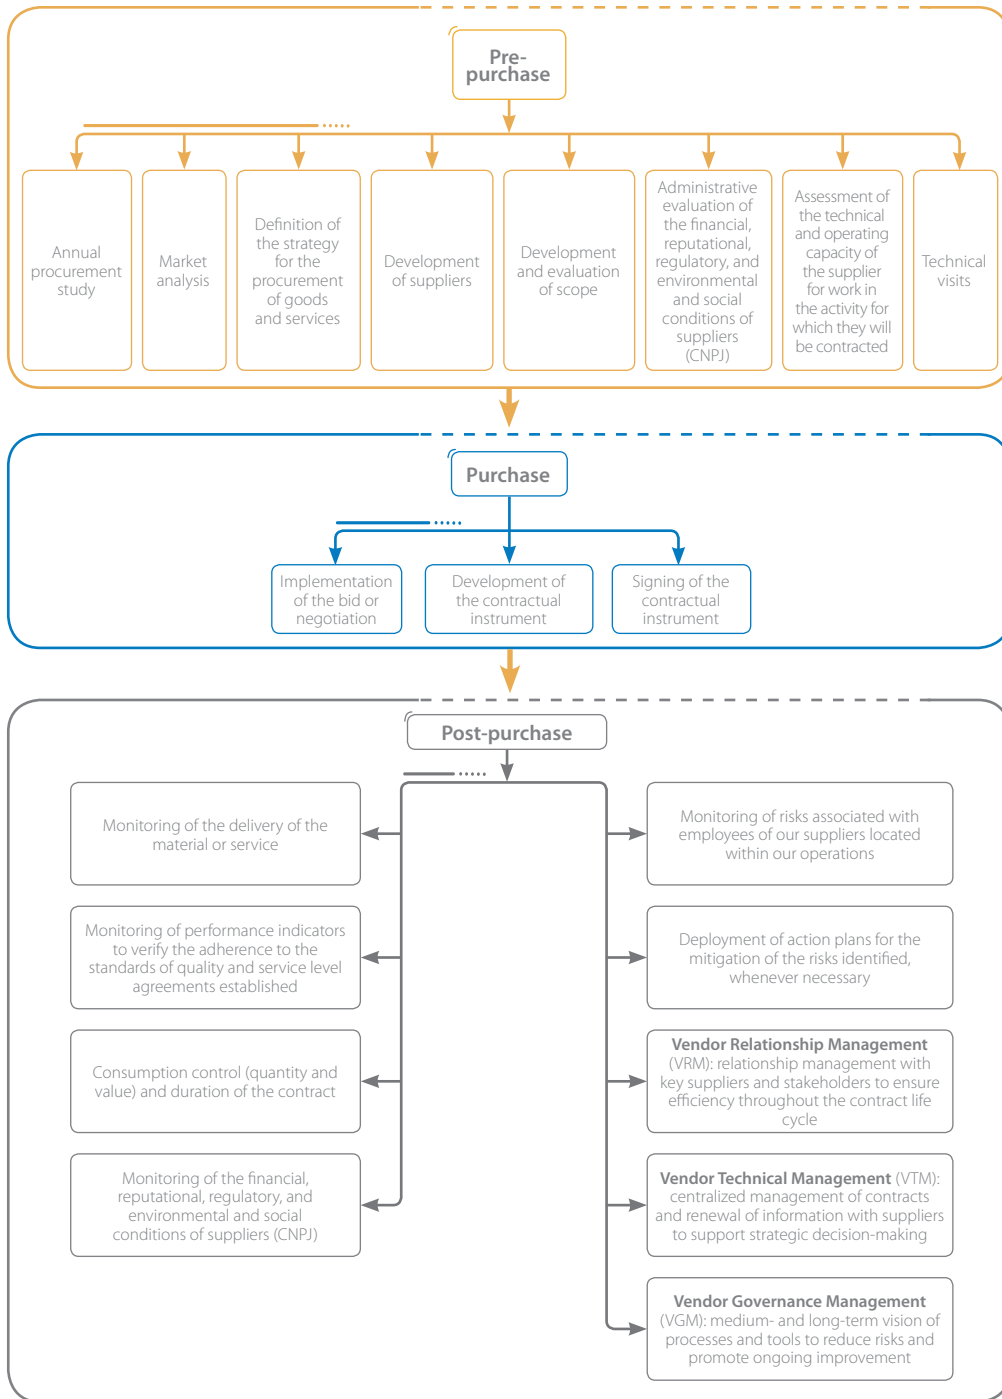 Pre-
purchase
Annual
procurement
study
Market
analysis
Definition of
the strategy
for the
procurement
of goods
and services
Development
of suppliers
Development
and evaluation
of scope
Administrative
evaluation of
the financial,
reputational,
regulatory, and
environmental
and social
conditions of
suppliers
(CNPJ)
Assessment of
the technical
and operating
capacity of
the supplier
for work in
the activity for
which they will
be contracted
Technical
visits
Purchase
Implementation
of the bid or
negotiation
Development of
the contractual
instrument
Signing of the
contractual
instrument
Post-purchase
Monitoring of the delivery of the
material or service
Monitoring of performance indicators
to verify the adherence to the
standards of quality and service level
agreements established
Consumption control (quantity and
value) and duration of the contract
Monitoring of the financial,
reputational, regulatory, and
environmental and social
conditions of suppliers (CNPJ)
Monitoring of risks associated with
employees of our suppliers located
within our operations
Deployment of action plans for the
mitigation of the risks identified,
whenever necessary
Vendor Relationship Management
(VRM): relationship management with
key suppliers and stakeholders to ensure
efficiency throughout the contract life
cycle
Vendor Technical Management (VTM):
centralized management of contracts
and renewal of information with suppliers
to support strategic decision-making
Vendor Governance Management
(VGM): medium- and long-term vision of
processes and tools to reduce risks and
promote ongoing improvement